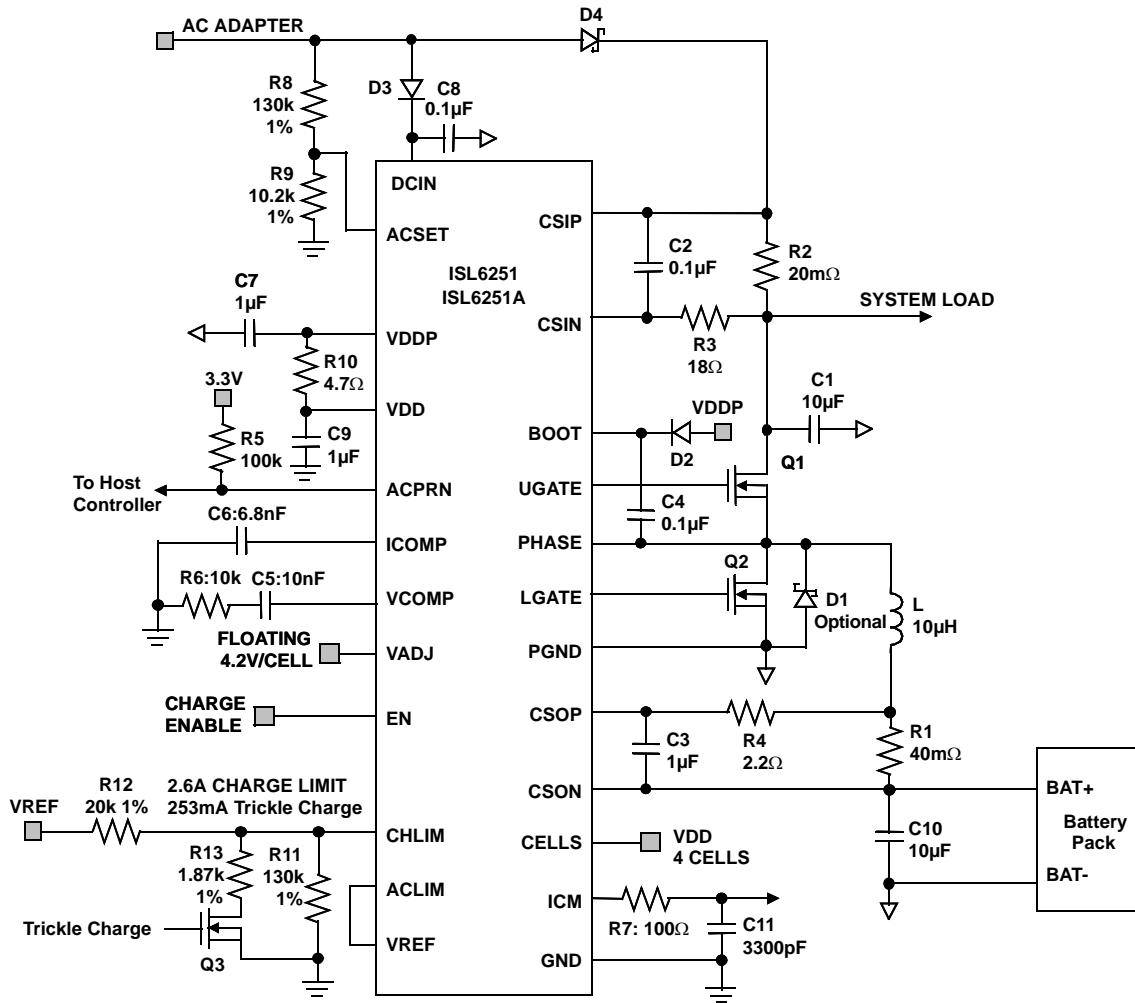 D4
AC ADAPTER
R8
130k
1%
D3
C8
0.1µF
R9
10.2k
1%
DCIN
ACSET
CSIP
C2
0.1µF
R2
20mΩ
ISL6251
ISL6251A
C7
1µF
SYSTEM LOAD
CSIN
R3
18Ω
VDDP
R10
4.7Ω
3.3V
C1
10µF
VDD
R5
100k
C9
1µF
BOOT
VDDP
D2
Q1
To Host
Controller
ACPRN
UGATE
C4
0.1µF
C6:6.8nF
ICOMP
PHASE
Q2
R6:10k
C5:10nF
VCOMP
LGATE
D1
Optional
L
10µH
FLOATING
4.2V/CELL
VADJ
PGND
CHARGE
ENABLE
EN
CSOP
R4
2.2Ω
C3
1µF
R1
40mΩ
R12
20k 1%
2.6A CHARGE LIMIT
253mA Trickle Charge
CSON
BAT+
VREF
CHLIM
CELLS
VDD
4 CELLS
C10
10µF
Battery
Pack
R13
1.87k
1%
R11
130k
1%
ACLIM
BAT-
ICM
R7: 100Ω
C11
3300pF
Trickle Charge
Q3
VREF
GND